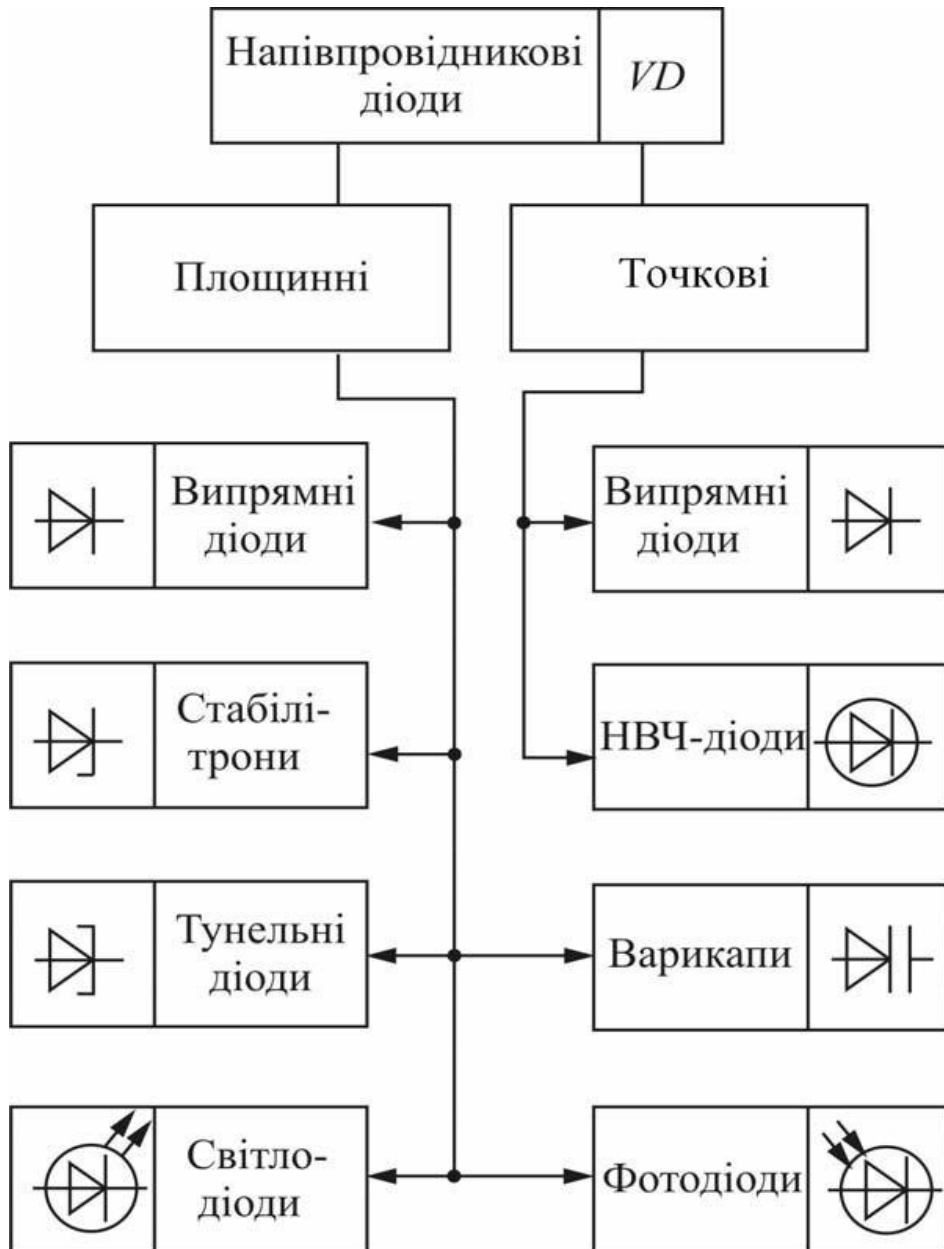 Напівпровідникові
діоди
VD
Площинні
Точкові
Випрямні
діоди
Випрямні
діоди
Стабілі-
трони
НВЧ-діоди
Тунельні
діоди
Варикапи
Світло-
діоди
Фотодіоди